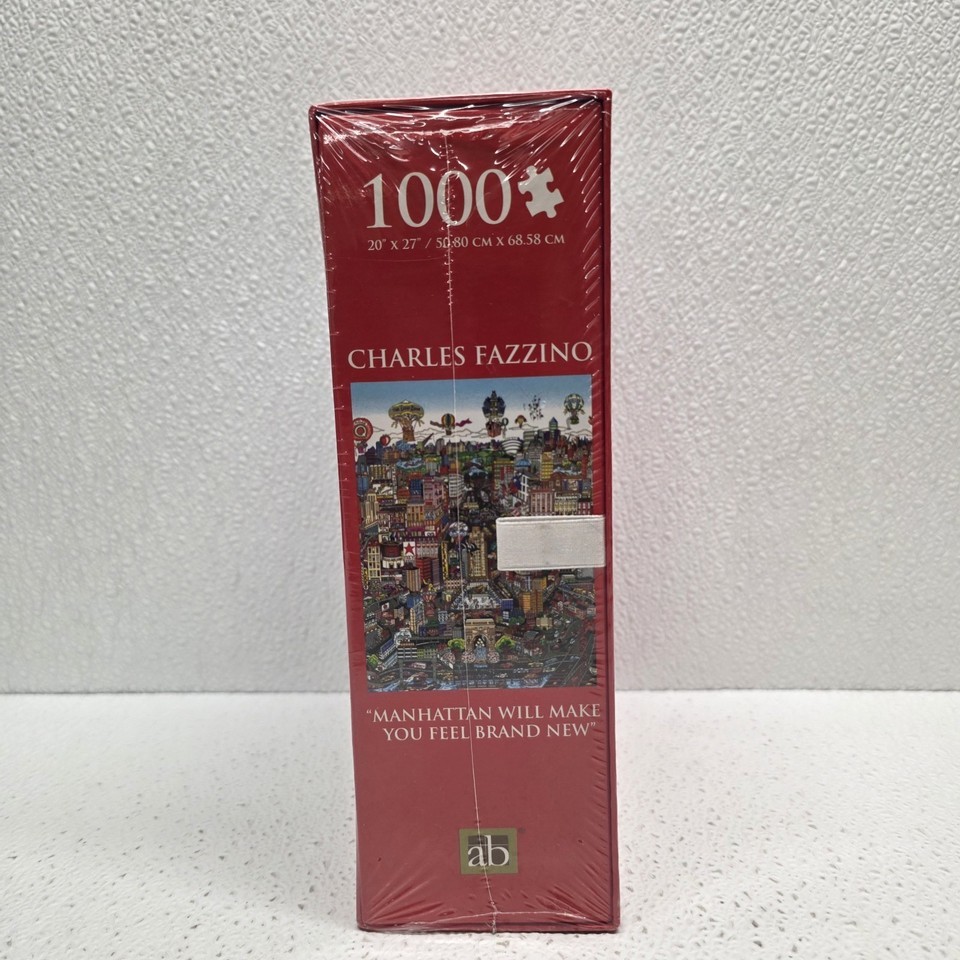 1000
20" X 27" / 50.80 CM X 68.58 CM
CHARLES FAZZINO
"MANHATTAN WILL MAKE
YOU FEEL BRAND NEW"
ab